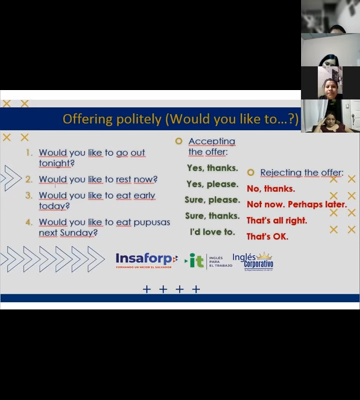 Offering politely (Would you like to...?)
1. Would you like to go out
tonight?
2. Would you like to rest now?
3. Would you like to eat early
today?
4. Would you like to eat pupusas
next Sunday?
Accepting
the offer:
Yes, thanks.
Yes, please.
Sure, please.
Sure, thanks.
I'd love to.
Rejecting the offer:
No, thanks.
Not now. Perhaps later.
That's all right.
That's OK.
Insaforp
it
INGLÉS
PARA
EL TRABAJO
Inglés
Corporativo